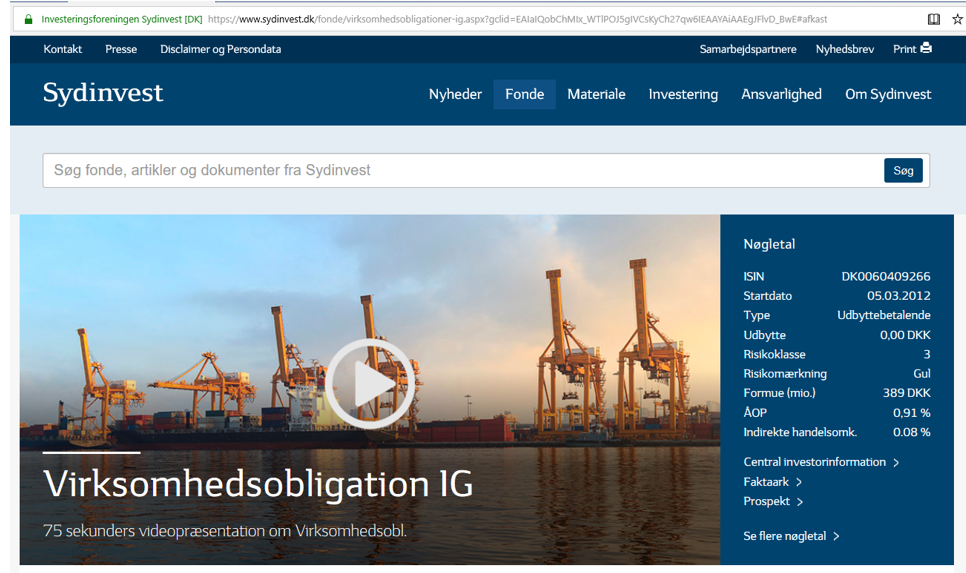 Investeringsforeningen Sydinvest [DK] https://www.sydinvest.dk/fonde/virksomhedsobligationer-ig.aspx?gclid=EAIaIQobChMIx_WTlPOJ5gIVCsKyCh27qw6IEAAYAiAAEgJFlvD_BwE#afkast
Kontakt Presse Disclaimer og Persondata Samarbejdspartnere Nyhedsbrev Print
Sydinvest Nyheder Fonde Materiale Investering Ansvarlighed Om Sydinvest
Søg fonde, artikler og dokumenter fra Sydinvest Søg
Virksomhedsobligation IG
75 sekunders videopræsentation om Virksomhedsobl.
Nøgletal
ISIN DK0060409266
Startdato 05.03.2012
Type Udbyttebetalende
Udbytte 0,00 DKK
Risikoklasse 3
Risikomærkning Gul
Formue (mio.) 389 DKK
ÅOP 0,91 %
Indirekte handelsomk. 0.08 %
Central investorinformation >
Faktaark >
Prospekt >
Se flere nøgletal >